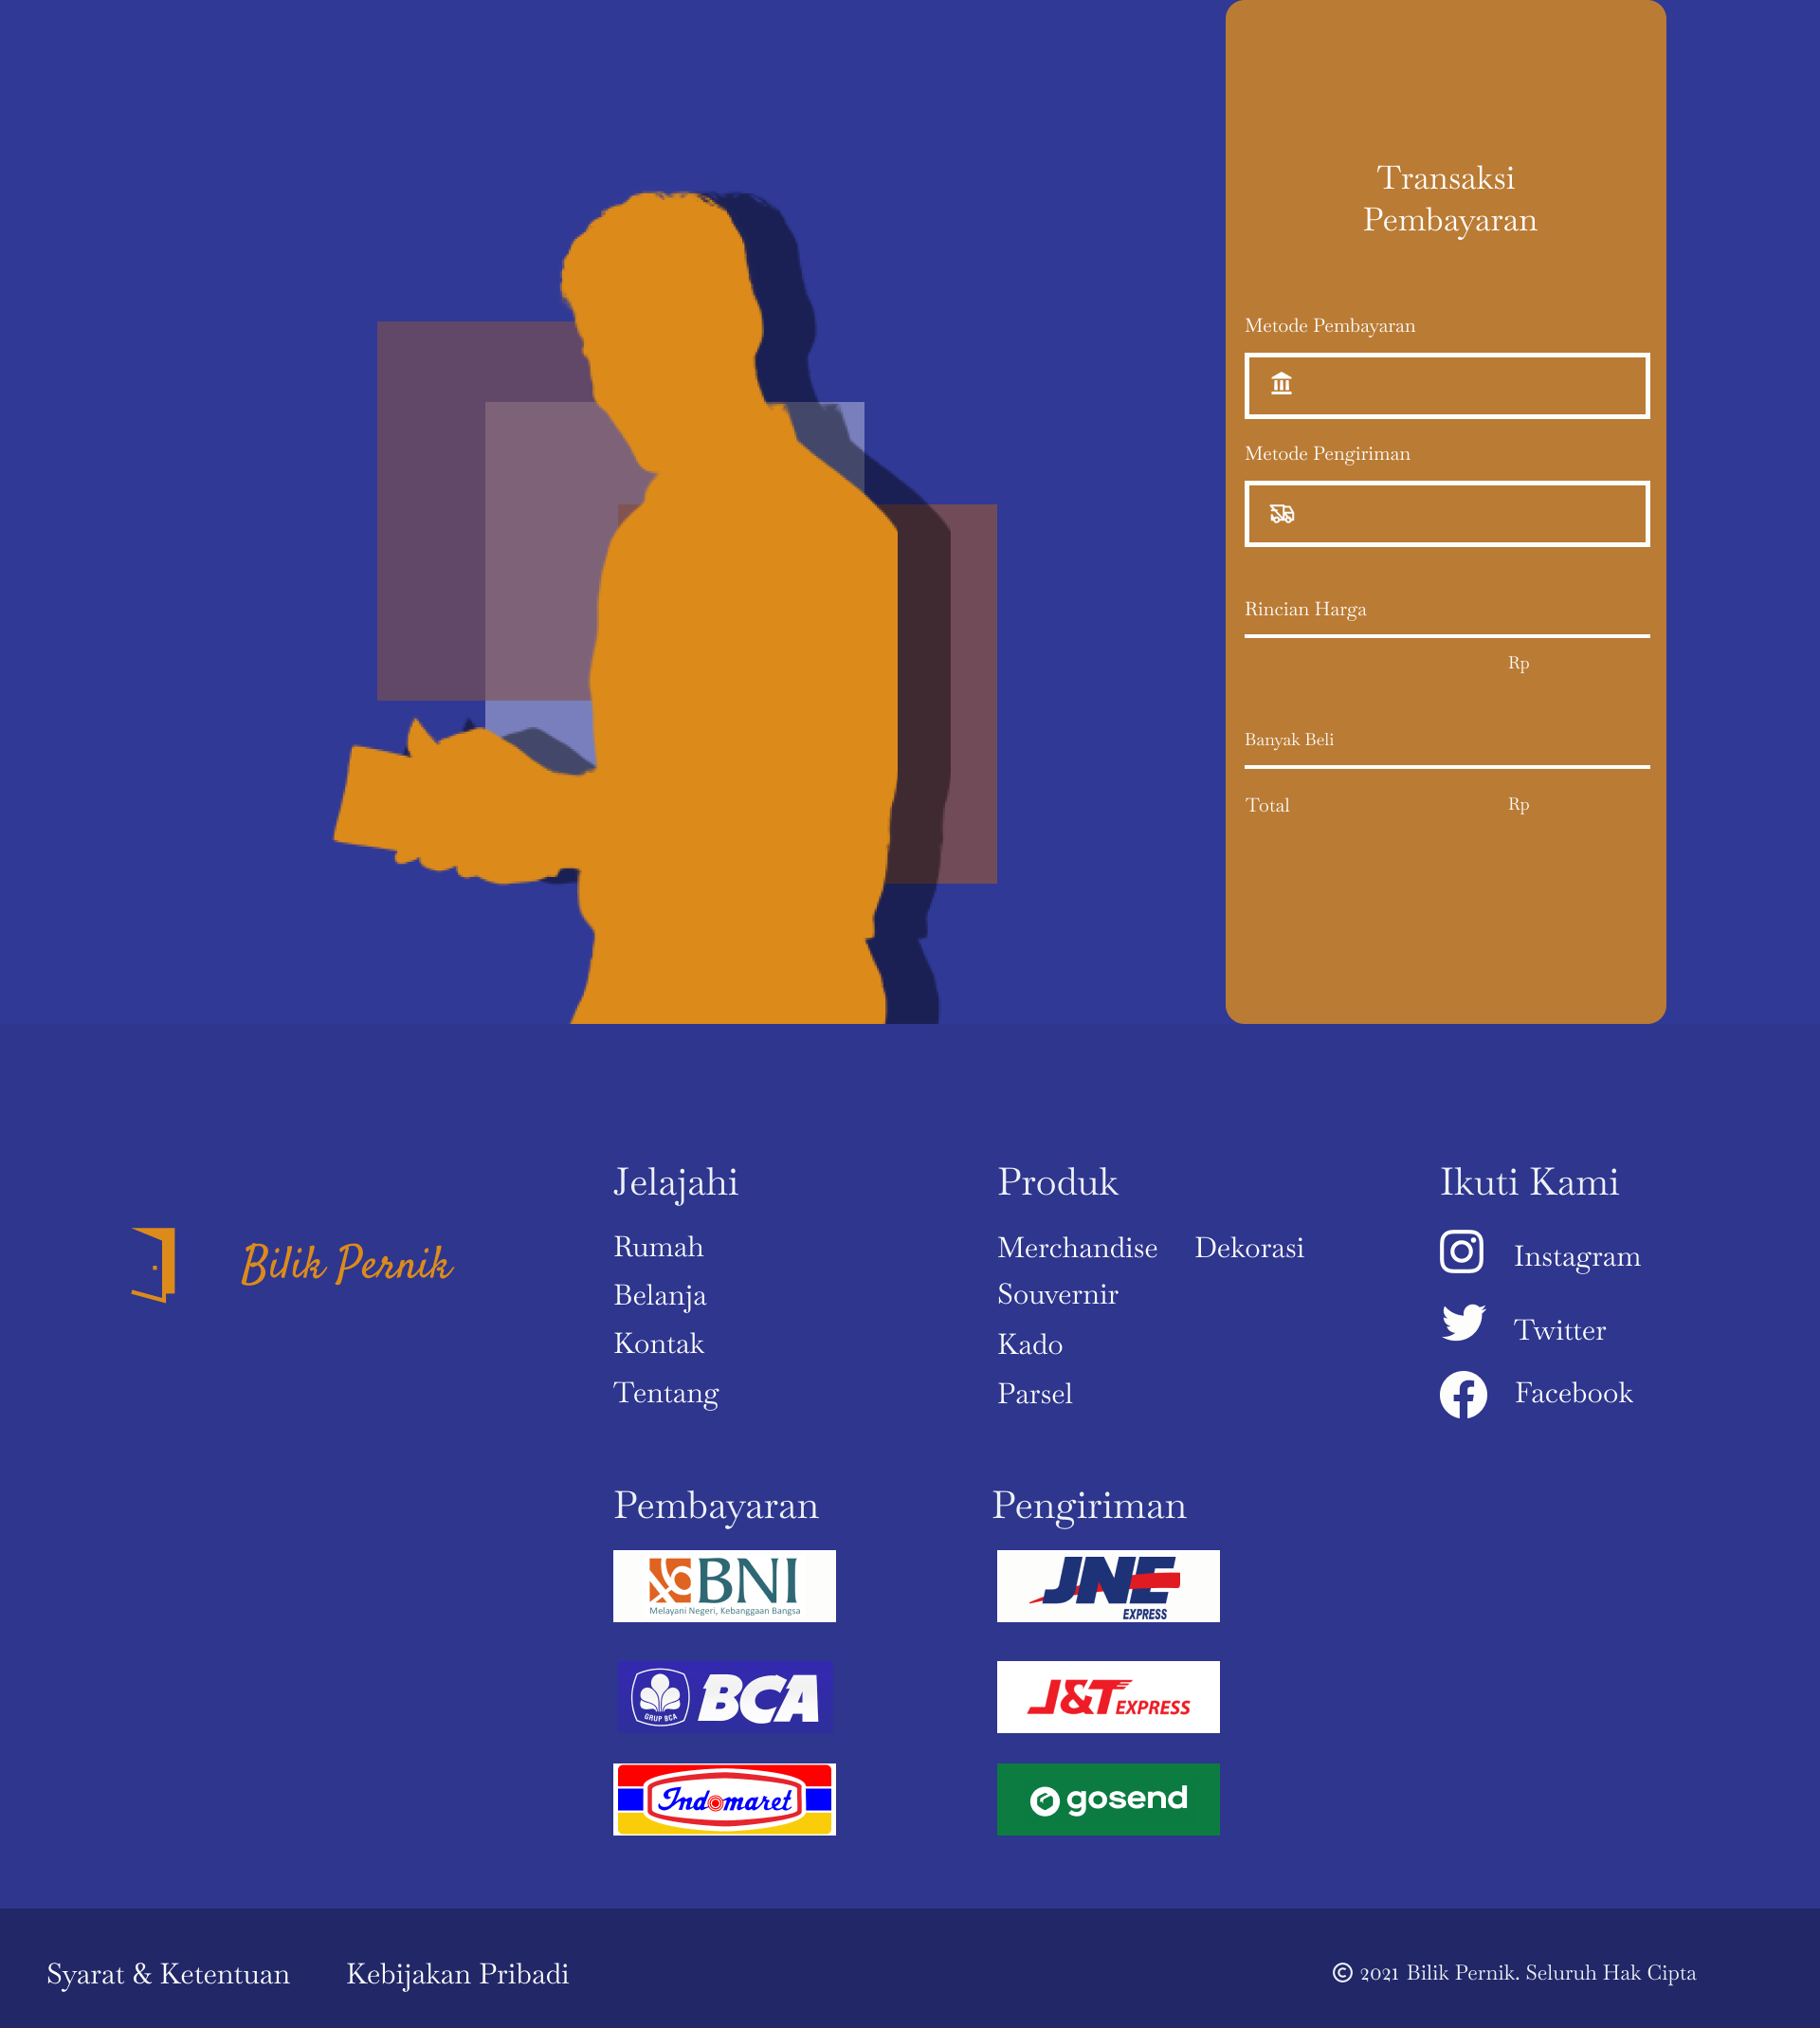 Transaksi
Pembayaran
Metode Pembayaran
Metode Pengiriman
Rincian Harga
Rp
Banyak Beli
Total Rp
Bilik Pernik
Jelajahi
Rumah
Belanja
Kontak
Tentang
Produk
Merchandise Dekorasi
Souvernir
Kado
Parsel
Ikuti Kami
Instagram
Twitter
Facebook
Pembayaran
BNI
Melayani Negeri, Kebanggaan Bangsa
GRUP BCA
BCA
Indomaret
Pengiriman
JNE
EXPRESS
J&T EXPRESS
gosend
Syarat & Ketentuan Kebijakan Pribadi
© 2021 Bilik Pernik. Seluruh Hak Cipta